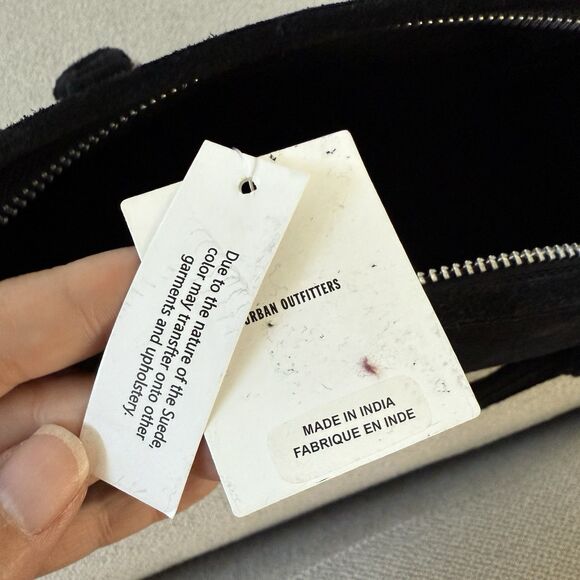 Due to the nature of the Suede,
color may transfter onto other
garments and upholstery.
URBAN OUTFITTERS
MADE IN INDIA
FABRIQUE EN INDE